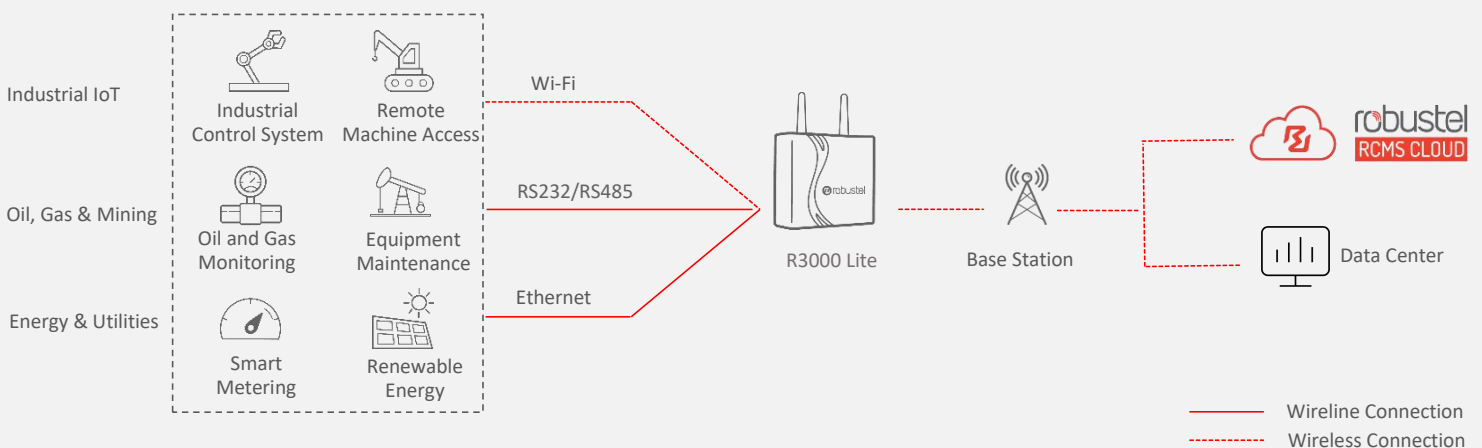 Industrial IoT
Industrial
Control System
Remote
Machine Access
Wi-Fi
Oil, Gas & Mining
Oil and Gas
Monitoring
Equipment
Maintenance
RS232/RS485
Energy & Utilities
Smart
Metering
Renewable
Energy
Ethernet
robustel
R3000 Lite
Base Station
robustel
RCMS CLOUD
Data Center
Wireline Connection
Wireless Connection